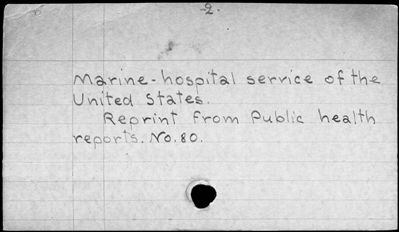 -2-
Marine-hospital service of the
United States.
Reprint from Public health
reports. No. 80.